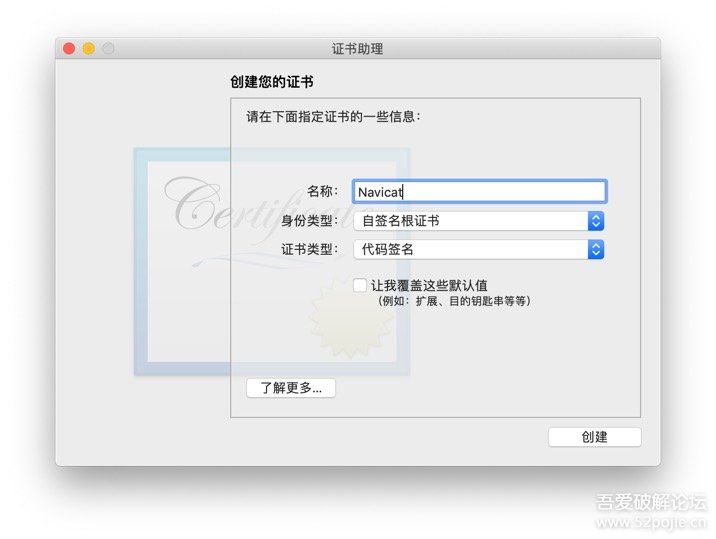 证书助理
创建您的证书
请在下面指定证书的一些信息：
Certificate
名称：
Navicat
身份类型：
自签名根证书
证书类型：
代码签名
让我覆盖这些默认值
（例如：扩展、目的钥匙串等等）
了解更多...
创建
吾爱破解论坛
www.52pojie.cn